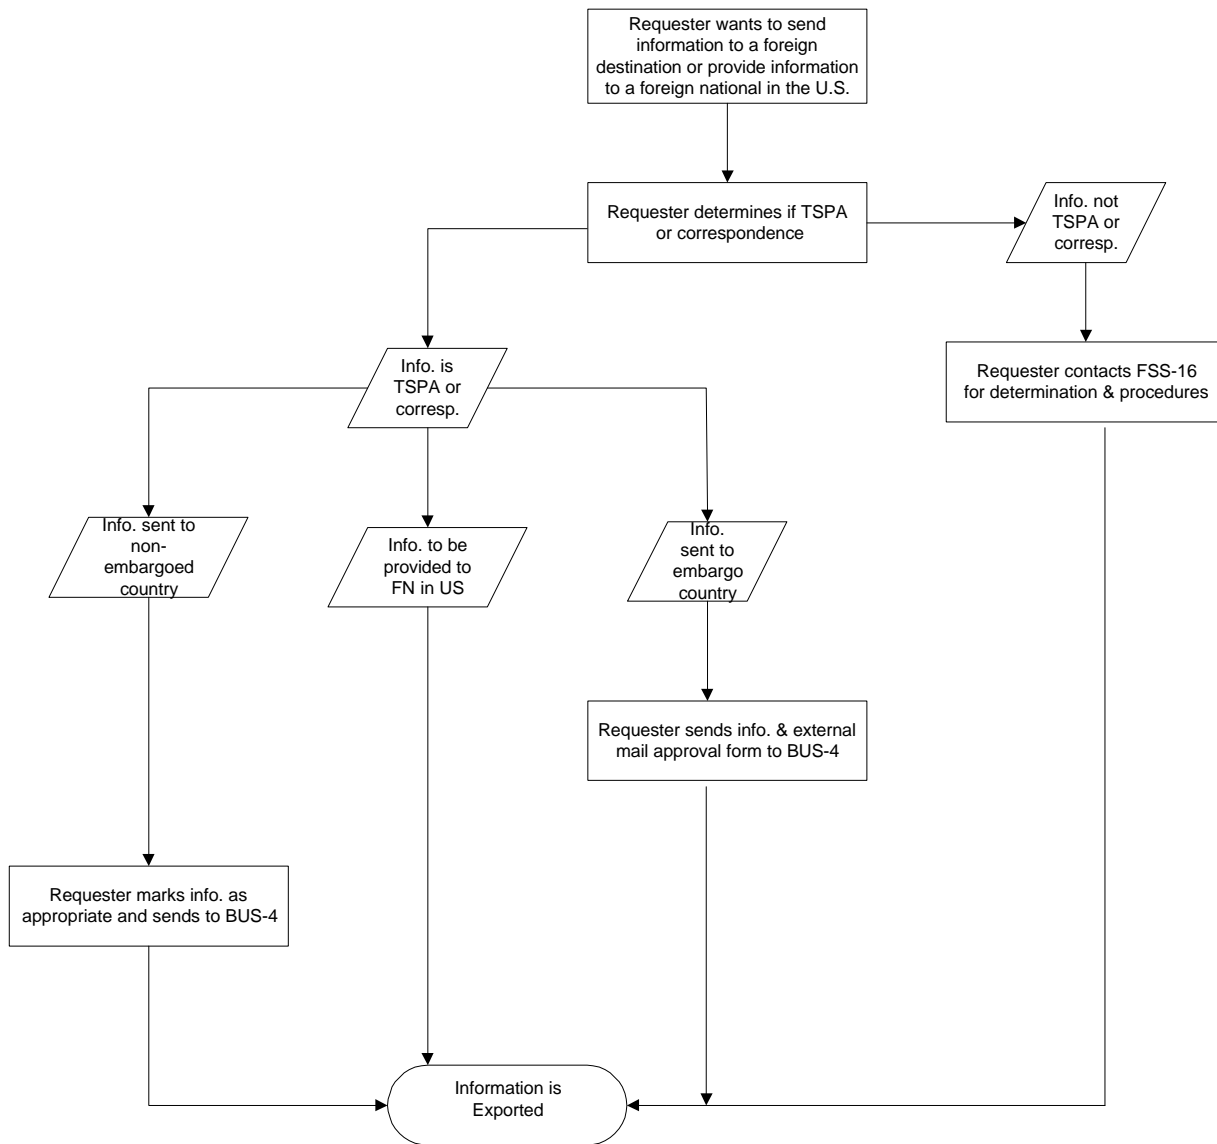 Requester wants to send
information to a foreign
destination or provide information
to a foreign national in the U.S.
Requester determines if TSPA
or correspondence
Info. not
TSPA or
corresp.
Info. is
TSPA or
corresp.
Requester contacts FSS-16
for determination & procedures
Info. sent to
non-
embargoed
country
Info. to be
provided to
FN in US
Info.
sent to
embargo
country
Requester sends info. & external
mail approval form to BUS-4
Requester marks info. as
appropriate and sends to BUS-4
Information is
Exported